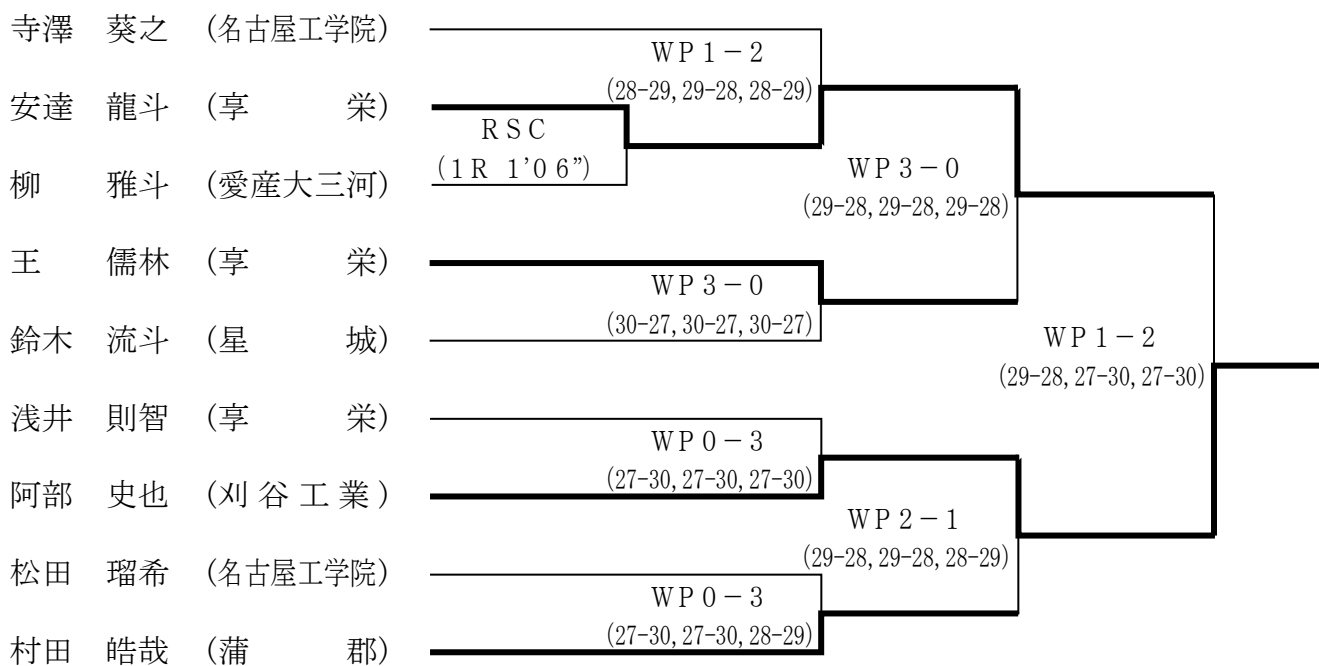 寺澤 葵之 (名古屋工学院)
WP1-2
(28-29, 29-28, 28-29)
安達 龍斗 (享 栄)
RSC
(1R 1'06")
柳 雅斗 (愛産大三河)
WP3-0
(29-28, 29-28, 29-28)
王 儒林 (享 栄)
WP3-0
(30-27, 30-27, 30-27)
鈴木 流斗 (星 城)
WP1-2
(29-28, 27-30, 27-30)
浅井 則智 (享 栄)
WP0-3
(27-30, 27-30, 27-30)
阿部 史也 (刈谷工業)
WP2-1
(29-28, 29-28, 28-29)
松田 瑠希 (名古屋工学院)
WP0-3
(27-30, 27-30, 28-29)
村田 皓哉 (蒲 郡)